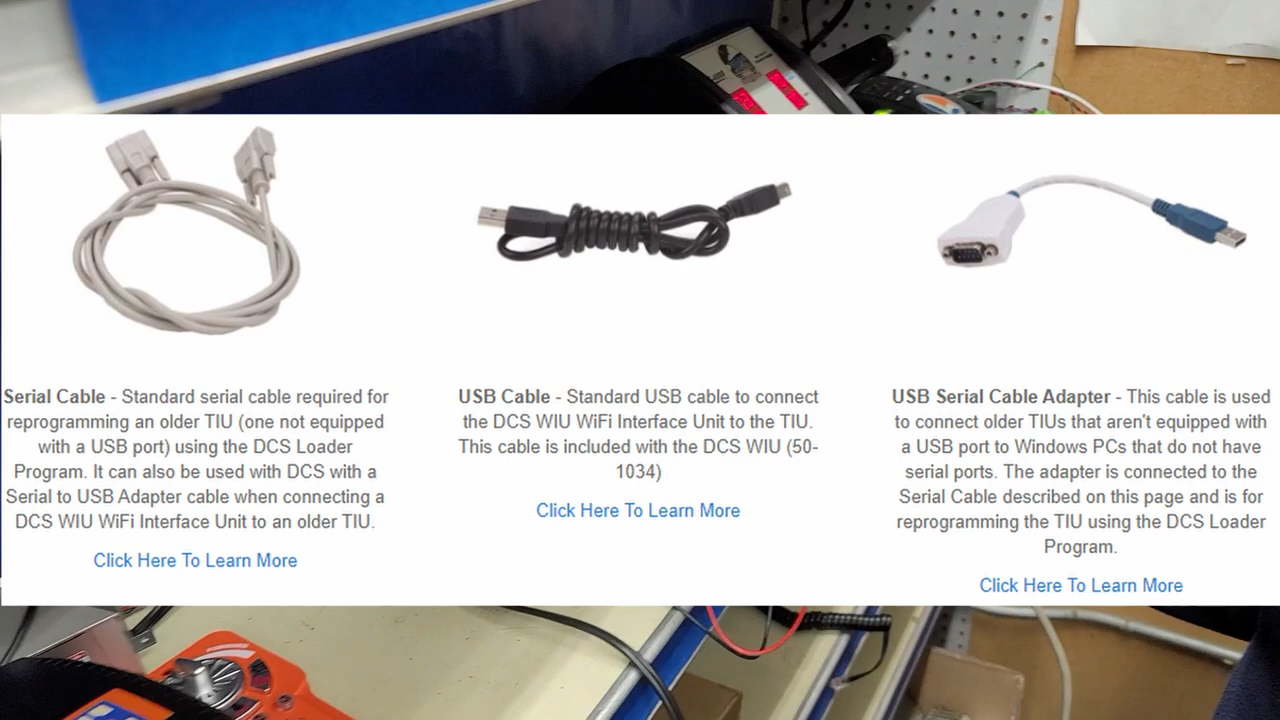 Serial Cable - Standard serial cable required for
reprogramming an older TIU (one not equipped
with a USB port) using the DCS Loader
Program. It can also be used with DCS with a
Serial to USB Adapter cable when connecting a
DCS WIU WiFi Interface Unit to an older TIU.
Click Here To Learn More
USB Cable - Standard USB cable to connect
the DCS WIU WiFi Interface Unit to the TIU.
This cable is included with the DCS WIU (50-
1034)
Click Here To Learn More
USB Serial Cable Adapter - This cable is used
to connect older TIUs that aren't equipped with
a USB port to Windows PCs that do not have
serial ports. The adapter is connected to the
Serial Cable described on this page and is for
reprogramming the TIU using the DCS Loader
Program.
Click Here To Learn More